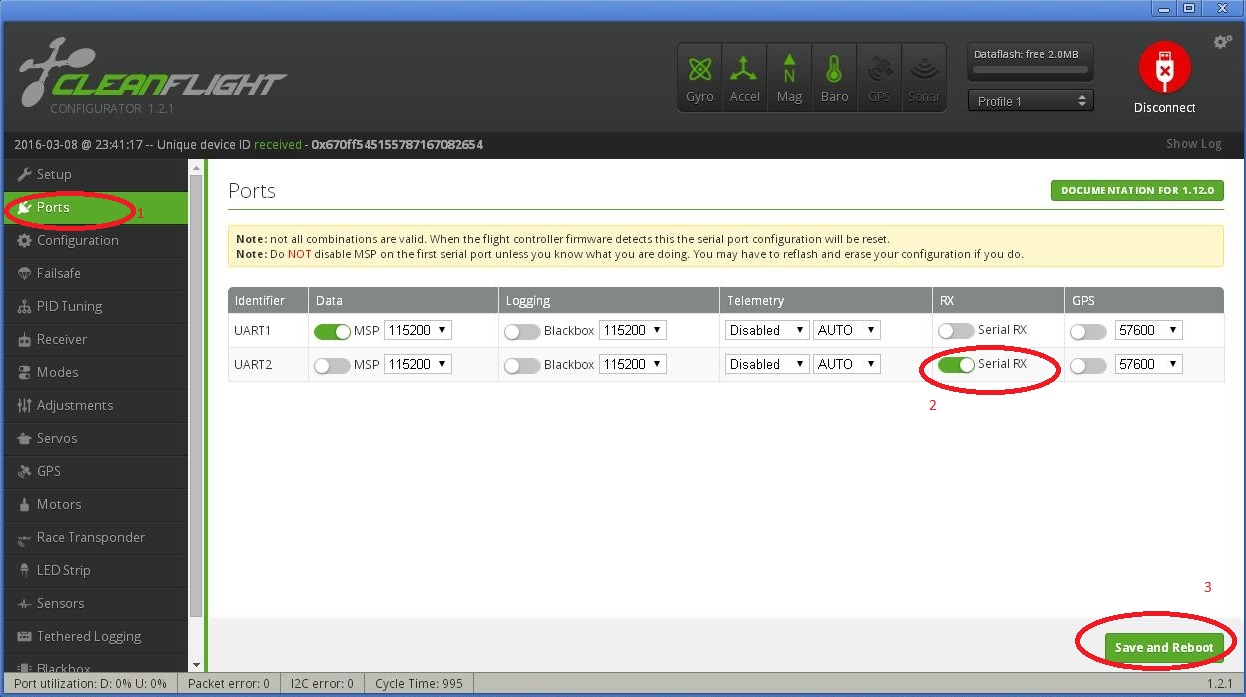 CLEANFLIGHT
CONFIGURATOR 1.2.1
Gyro Accel Mag Baro GPS Sonar
Dataflash: free 2.0MB
Profile 1
Disconnect
2016-03-08 @ 23:41:17 -- Unique device ID received - 0x670ff545155787167082654
Show Log
Setup
Ports
1
Configuration
Failsafe
PID Tuning
Receiver
Modes
Adjustments
Servos
GPS
Motors
Race Transponder
LED Strip
Sensors
Tethered Logging
Blackbox
Ports
DOCUMENTATION FOR 1.12.0
Note: not all combinations are valid. When the flight controller firmware detects this the serial port configuration will be reset.
Note: Do NOT disable MSP on the first serial port unless you know what you are doing. You may have to reflash and erase your configuration if you do.
Identifier Data Logging Telemetry RX GPS
UART1 MSP 115200 Blackbox 115200 Disabled AUTO Serial RX 57600
UART2 MSP 115200 Blackbox 115200 Disabled AUTO Serial RX 57600
2
3
Save and Reboot
Port utilization: D: 0% U: 0% Packet error: 0 I2C error: 0 Cycle Time: 995 1.2.1